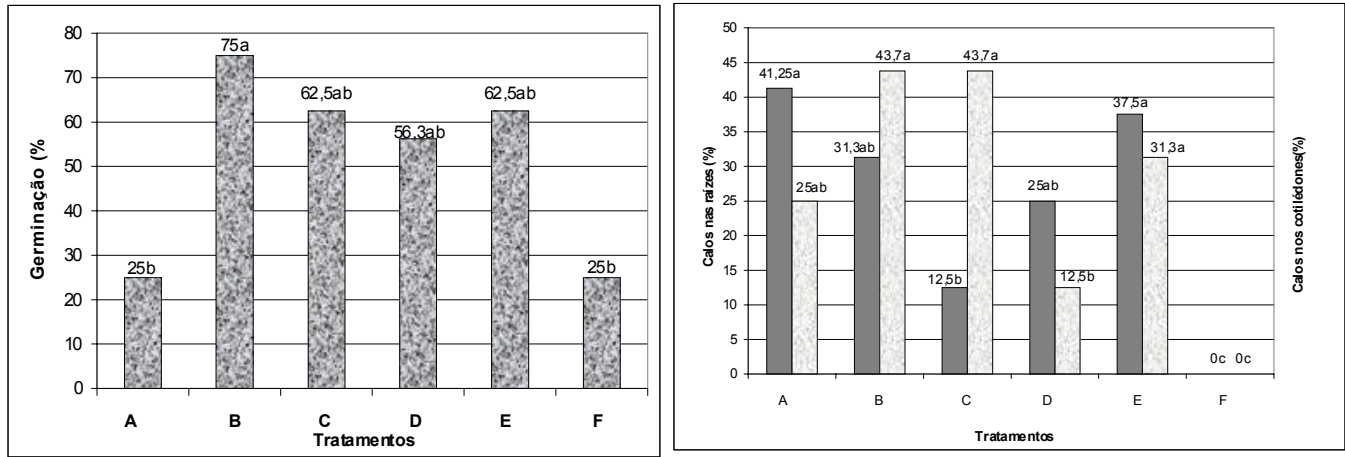 80
70
60
50
40
30
20
10
0
Germinação (%
25b
75a
62,5ab
56,3ab
62,5ab
25b
A B C D E F
Tratamentos
50
45
40
35
30
25
20
15
10
5
0
Calos nas raízes (%)
41,25a
25ab
31,3ab
43,7a
12,5b
43,7a
25ab
12,5b
37,5a
31,3a
0c 0c
A B C D E F
Tratamentos
Calos nos cotilédones(%)